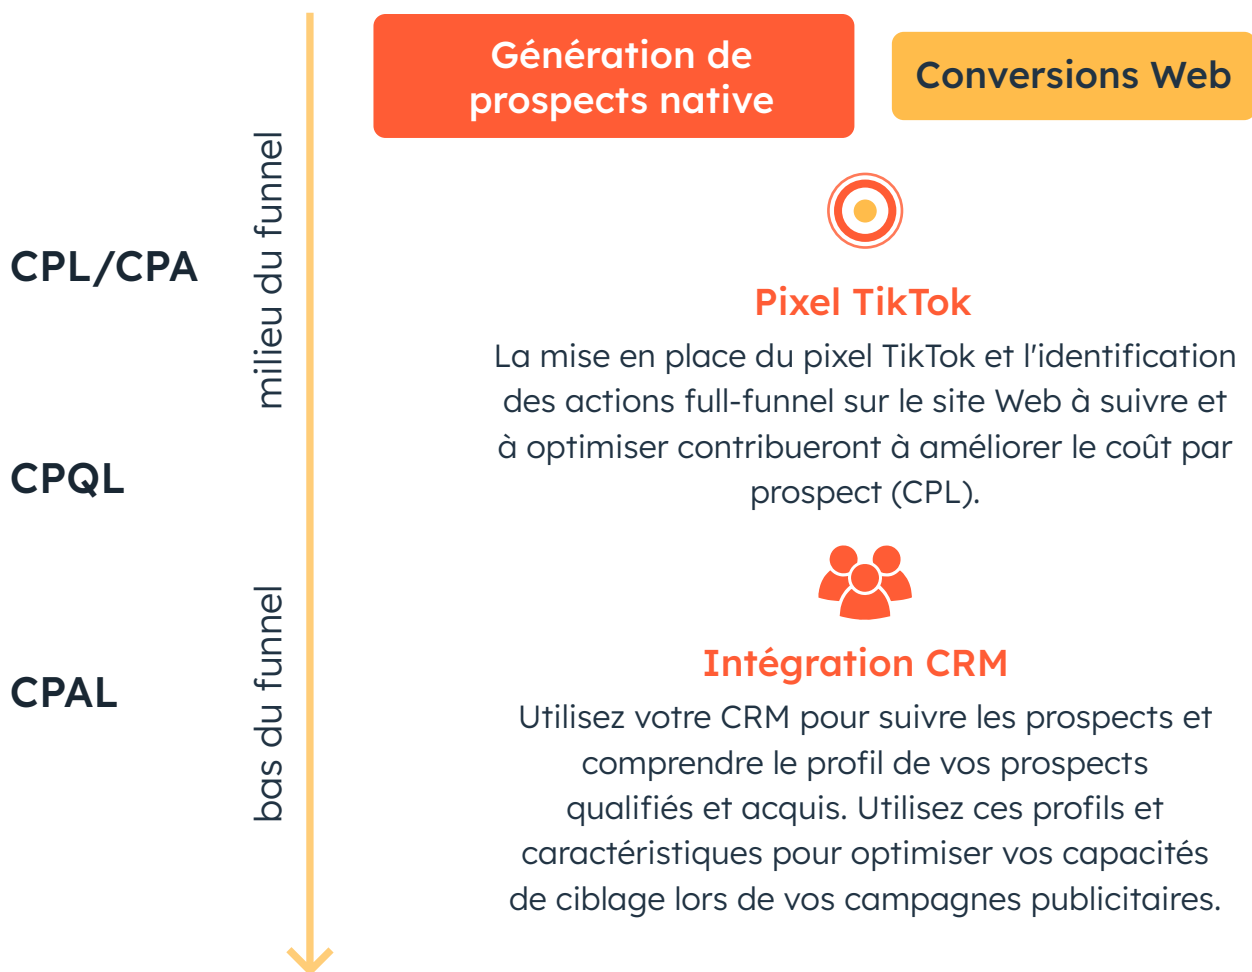 Génération de
prospects native
Conversions Web
CPL/CPA
milieu du funnel
Pixel TikTok
La mise en place du pixel TikTok et l'identification
des actions full-funnel sur le site Web à suivre et
à optimiser contribueront à améliorer le coût par
prospect (CPL).
CPQL
bas du funnel
CPAL
Intégration CRM
Utilisez votre CRM pour suivre les prospects et
comprendre le profil de vos prospects
qualifiés et acquis. Utilisez ces profils et
caractéristiques pour optimiser vos capacités
de ciblage lors de vos campagnes publicitaires.